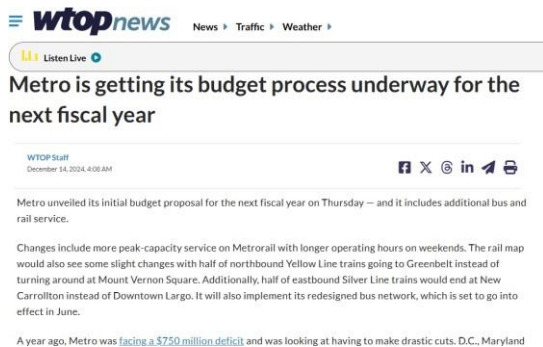 wtopnews News Traffic Weather
Listen Live
Metro is getting its budget process underway for the
next fiscal year
WTOP Staff
December 14, 2024, 4:08 AM
Metro unveiled its initial budget proposal for the next fiscal year on Thursday — and it includes additional bus and
rail service.
Changes include more peak-capacity service on Metrorail with longer operating hours on weekends. The rail map
would also see some slight changes with half of northbound Yellow Line trains going to Greenbelt instead of
turning around at Mount Vernon Square. Additionally, half of eastbound Silver Line trains would end at New
Carrollton instead of Downtown Largo. It will also implement its redesigned bus network, which is set to go into
effect in June.
A year ago, Metro was facing a $750 million deficit and was looking at having to make drastic cuts. D.C., Maryland